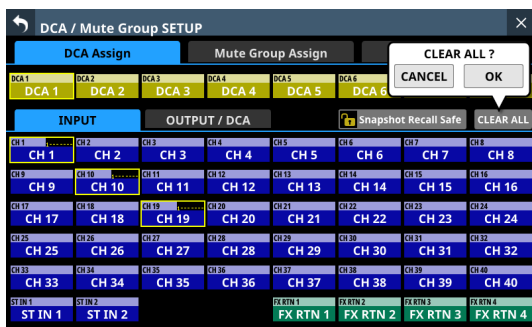 DCA / Mute Group SETUP
DCA Assign Mute Group Assign
CLEAR ALL ?
CANCEL OK
DCA 1 DCA 2 DCA 3 DCA 4 DCA 5 DCA 6
DCA 1 DCA 2 DCA 3 DCA 4 DCA 5 DCA 6
INPUT OUTPUT / DCA Snapshot Recall Safe CLEAR ALL
CH 1 1 CH 2 CH 3 CH 4 CH 5 CH 6 CH 7 CH 8
CH 1 CH 2 CH 3 CH 4 CH 5 CH 6 CH 7 CH 8
CH 9 CH 10 1 CH 11 CH 12 CH 13 CH 14 CH 15 CH 16
CH 9 CH 10 CH 11 CH 12 CH 13 CH 14 CH 15 CH 16
CH 17 CH 18 CH 19 1 CH 20 CH 21 CH 22 CH 23 CH 24
CH 17 CH 18 CH 19 CH 20 CH 21 CH 22 CH 23 CH 24
CH 25 CH 26 CH 27 CH 28 CH 29 CH 30 CH 31 CH 32
CH 25 CH 26 CH 27 CH 28 CH 29 CH 30 CH 31 CH 32
CH 33 CH 34 CH 35 CH 36 CH 37 CH 38 CH 39 CH 40
CH 33 CH 34 CH 35 CH 36 CH 37 CH 38 CH 39 CH 40
ST IN 1 ST IN 2 FX RTN 1 FX RTN 2 FX RTN 3 FX RTN 4
ST IN 1 ST IN 2 FX RTN 1 FX RTN 2 FX RTN 3 FX RTN 4